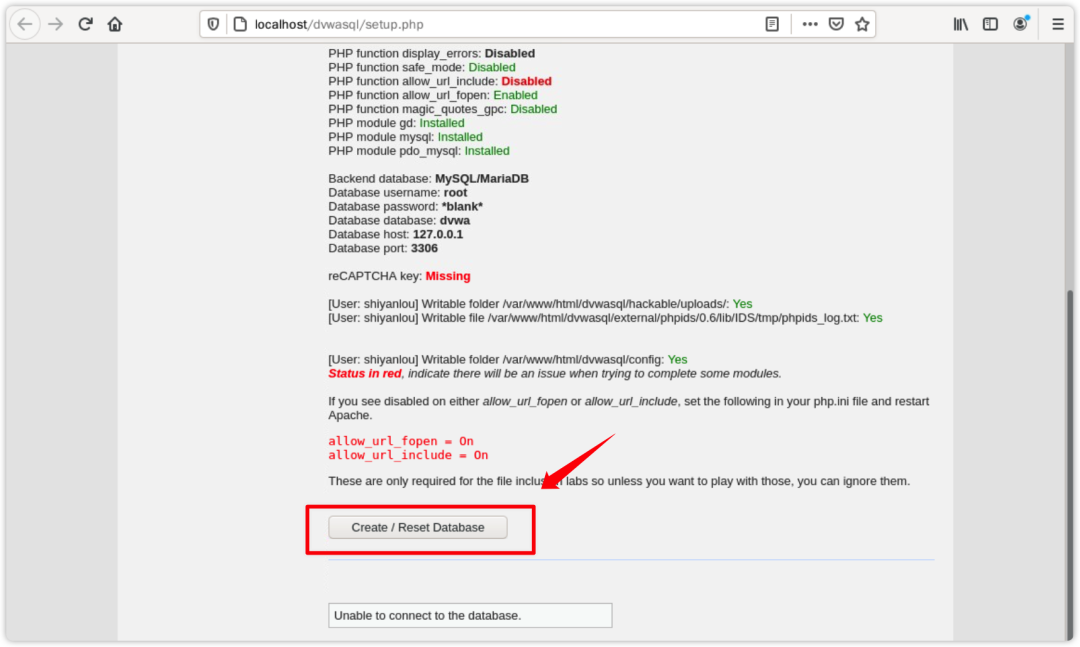 localhost/dvwasql/setup.php
PHP function display_errors: Disabled
PHP function safe_mode: Disabled
PHP function allow_url_include: Disabled
PHP function allow_url_fopen: Enabled
PHP function magic_quotes_gpc: Disabled
PHP module gd: Installed
PHP module mysql: Installed
PHP module pdo_mysql: Installed
Backend database: MySQL/MariaDB
Database username: root
Database password: *blank*
Database database: dvwa
Database host: 127.0.0.1
Database port: 3306
reCAPTCHA key: Missing
[User: shiyanlou] Writable folder /var/www/html/dvwasql/hackable/uploads/: Yes
[User: shiyanlou] Writable file /var/www/html/dvwasql/external/phpids/0.6/lib/IDS/tmp/phpids_log.txt: Yes
[User: shiyanlou] Writable folder /var/www/html/dvwasql/config: Yes
Status in red, indicate there will be an issue when trying to complete some modules.
If you see disabled on either allow_url_fopen or allow_url_include, set the following in your php.ini file and restart
Apache.
allow_url_fopen = On
allow_url_include = On
These are only required for the file inclusion labs so unless you want to play with those, you can ignore them.
Create / Reset Database
Unable to connect to the database.